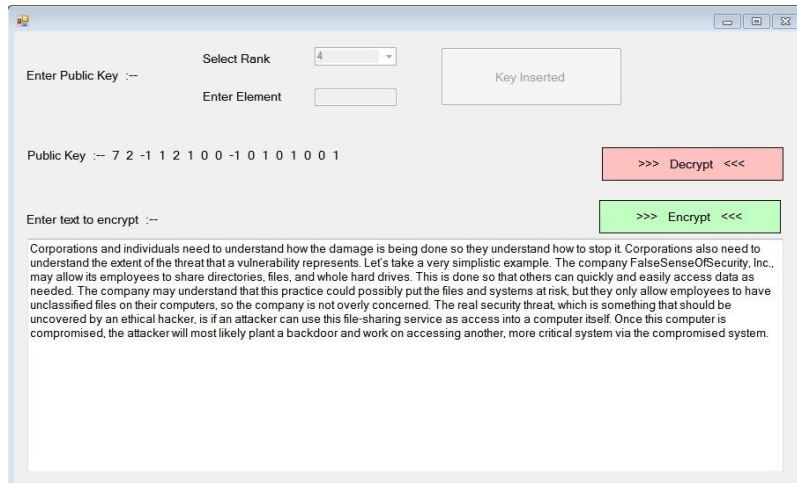 Select Rank 4
Enter Public Key :-- Key Inserted
Enter Element
Public Key :-- 7 2 -1 1 2 1 0 0 -1 0 1 0 1 0 0 1
>>> Decrypt <<<
>>> Encrypt <<<
Enter text to encrypt :--
Corporations and individuals need to understand how the damage is being done so they understand how to stop it. Corporations also need to
understand the extent of the threat that a vulnerability represents. Let's take a very simplistic example. The company FalseSenseOfSecurity, Inc.,
may allow its employees to share directories, files, and whole hard drives. This is done so that others can quickly and easily access data as
needed. The company may understand that this practice could possibly put the files and systems at risk, but they only allow employees to have
unclassified files on their computers, so the company is not overly concerned. The real security threat, which is something that should be
uncovered by an ethical hacker, is if an attacker can use this file-sharing service as access into a computer itself. Once this computer is
compromised, the attacker will most likely plant a backdoor and work on accessing another, more critical system via the compromised system.